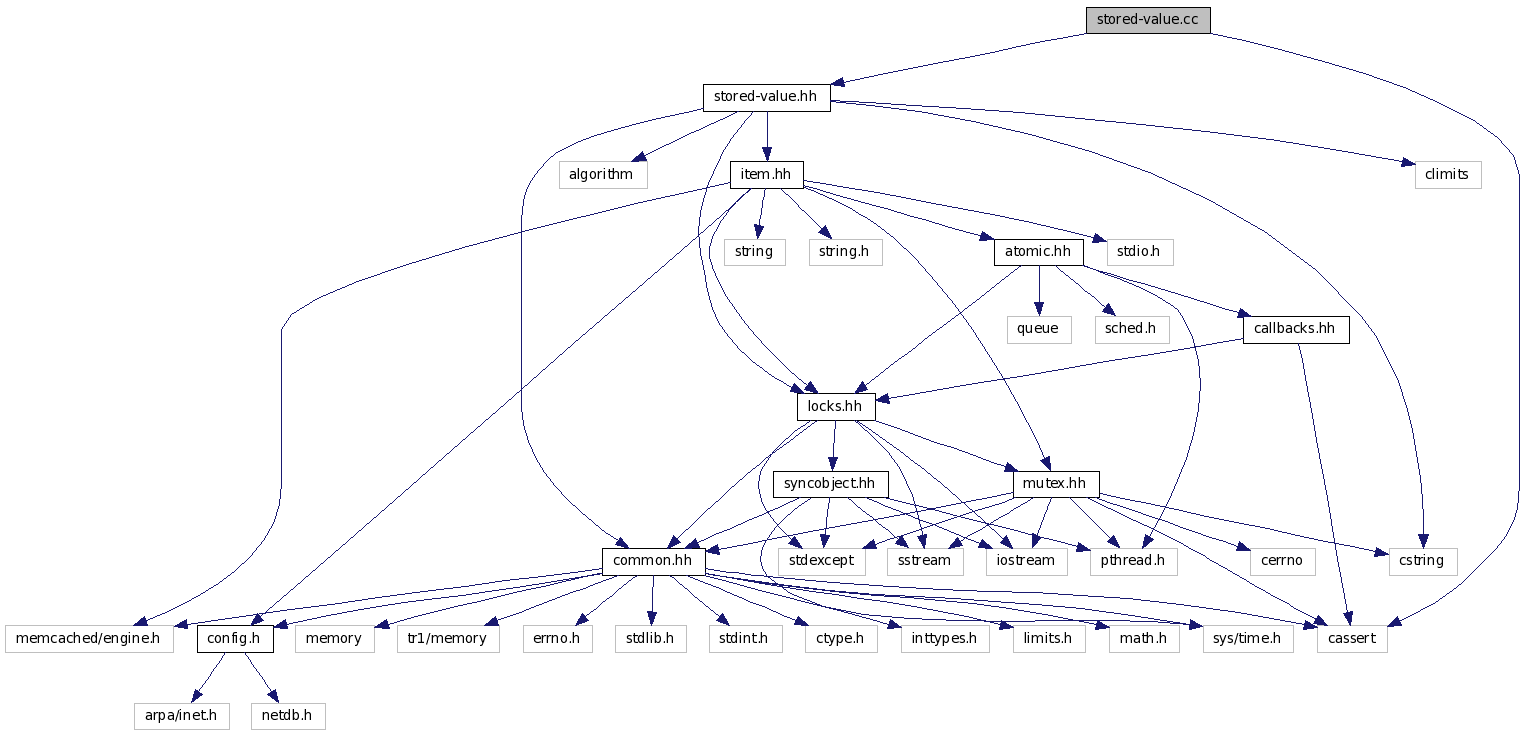 stored-value.cc
stored-value.hh
algorithm
item.hh
climits
string
string.h
atomic.hh
stdio.h
queue
sched.h
callbacks.hh
locks.hh
syncobject.hh
mutex.hh
common.hh
stdexcept
sstream
iostream
pthread.h
cerrno
cstring
memcached/engine.h
config.h
memory
tr1/memory
errno.h
stdlib.h
stdint.h
ctype.h
inttypes.h
limits.h
math.h
sys/time.h
cassert
arpa/inet.h
netdb.h